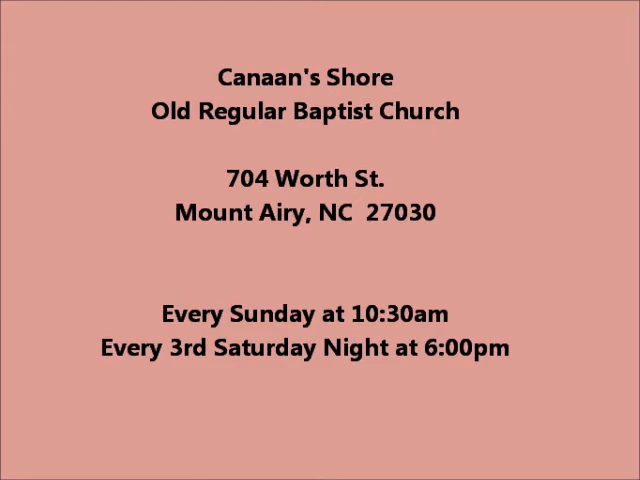 Canaan's Shore
Old Regular Baptist Church
704 Worth St.
Mount Airy, NC  27030
Every Sunday at 10:30am
Every 3rd Saturday Night at 6:00pm